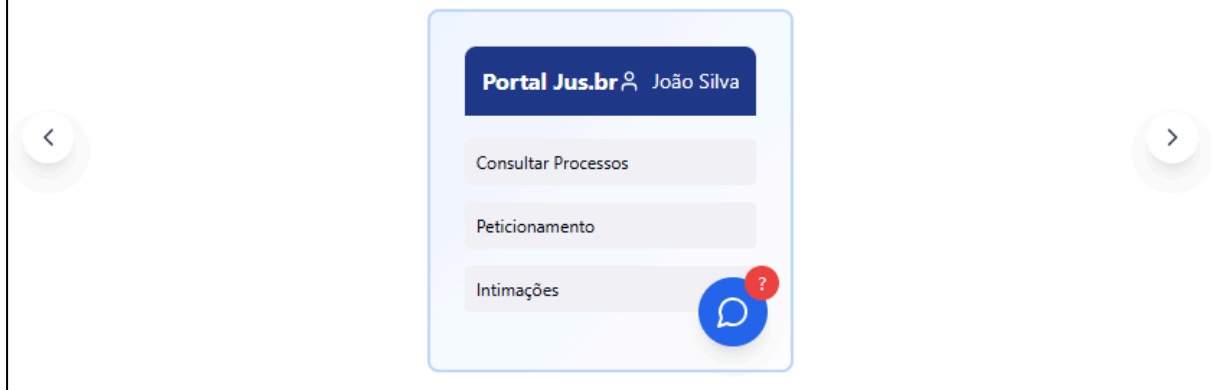 Portal Jus.br João Silva
Consultar Processos
Peticionamento
Intimações
?